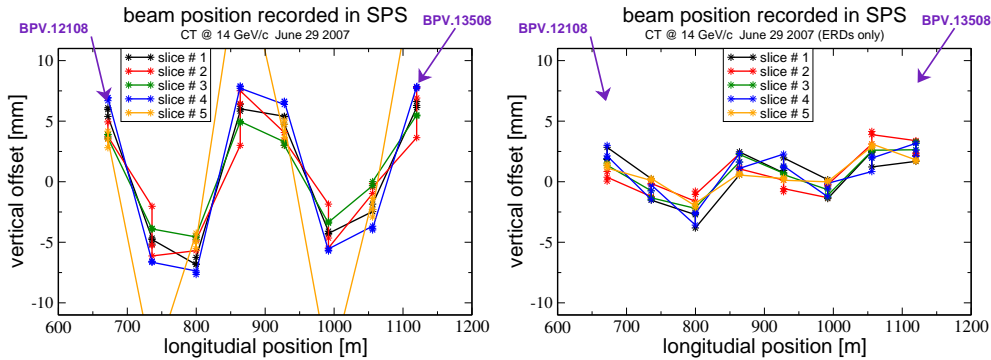 beam position recorded in SPS
CT @ 14 GeV/c June 29 2007
BPV.12108
BPV.13508
slice # 1
slice # 2
slice # 3
slice # 4
slice # 5
vertical offset [mm]
10
5
0
-5
-10
600 700 800 900 1000 1100 1200
longitudial position [m]
beam position recorded in SPS
CT @ 14 GeV/c June 29 2007 (ERDs only)
BPV.12108
BPV.13508
slice # 1
slice # 2
slice # 3
slice # 4
slice # 5
vertical offset [mm]
10
5
0
-5
-10
600 700 800 900 1000 1100 1200
longitudial position [m]